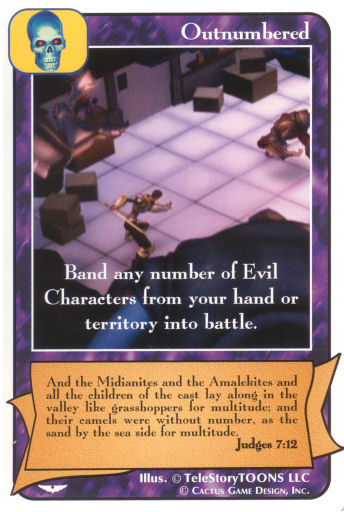 Outnumbered
Band any number of Evil
Characters from your hand or
territory into battle.
And the Midianites and the Amalekites and
all the children of the east lay along in the
valley like grasshoppers for multitude; and
their camels were without number, as the
sand by the sea side for multitude.
Judges 7:12
Illus. © TeleStoryTOONS LLC
© Cactus Game Design, Inc.